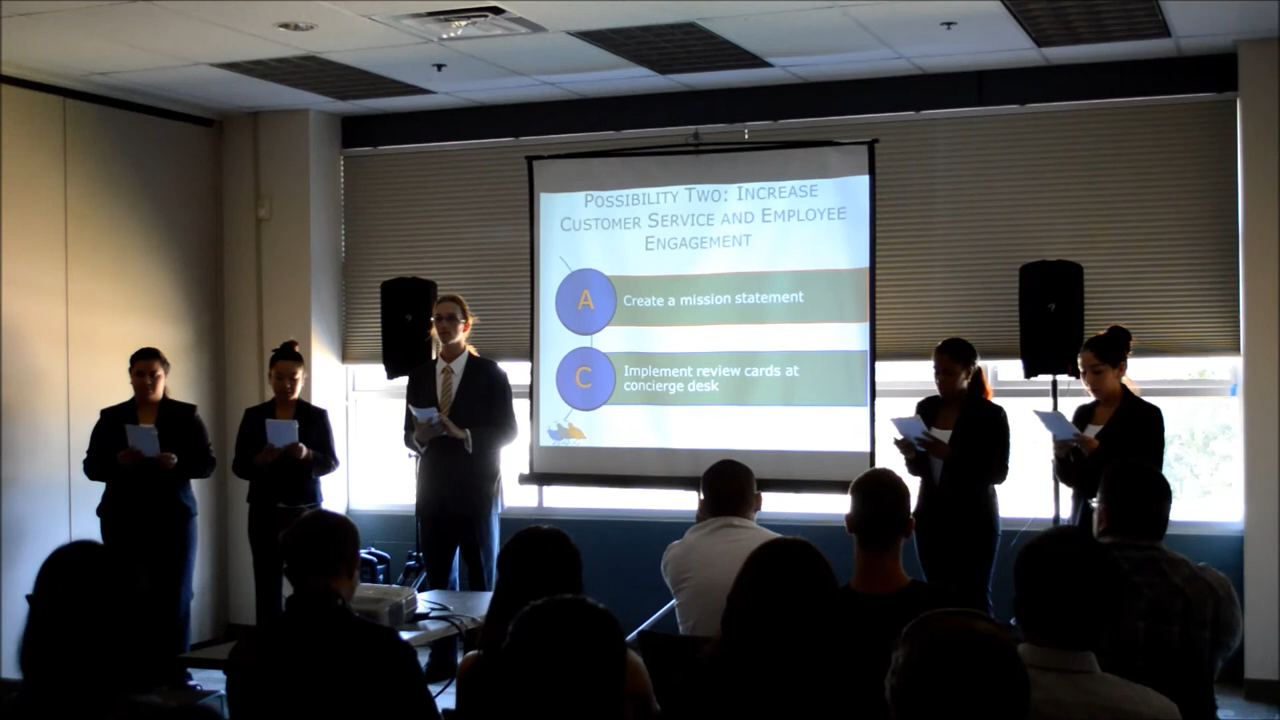 POSSIBILITY TWO: INCREASE
CUSTOMER SERVICE AND EMPLOYEE
ENGAGEMENT
A
Create a mission statement
C
Implement review cards at
concierge desk